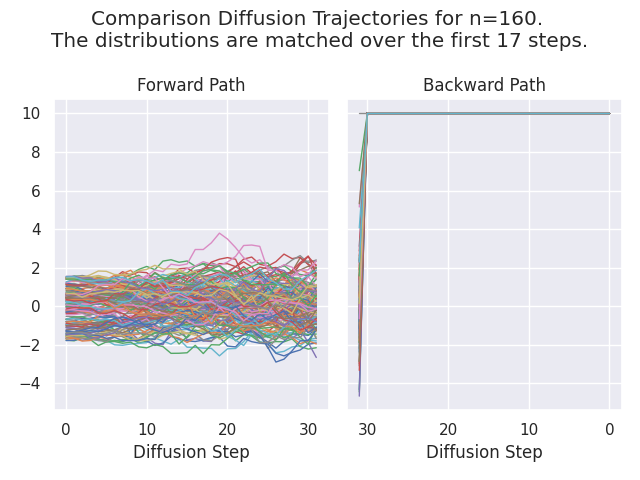 Comparison Diffusion Trajectories for n=160.
The distributions are matched over the first 17 steps.
Forward Path
Backward Path
10
8
6
4
2
0
−2
−4
0
10
20
30
30
20
10
0
Diffusion Step
Diffusion Step